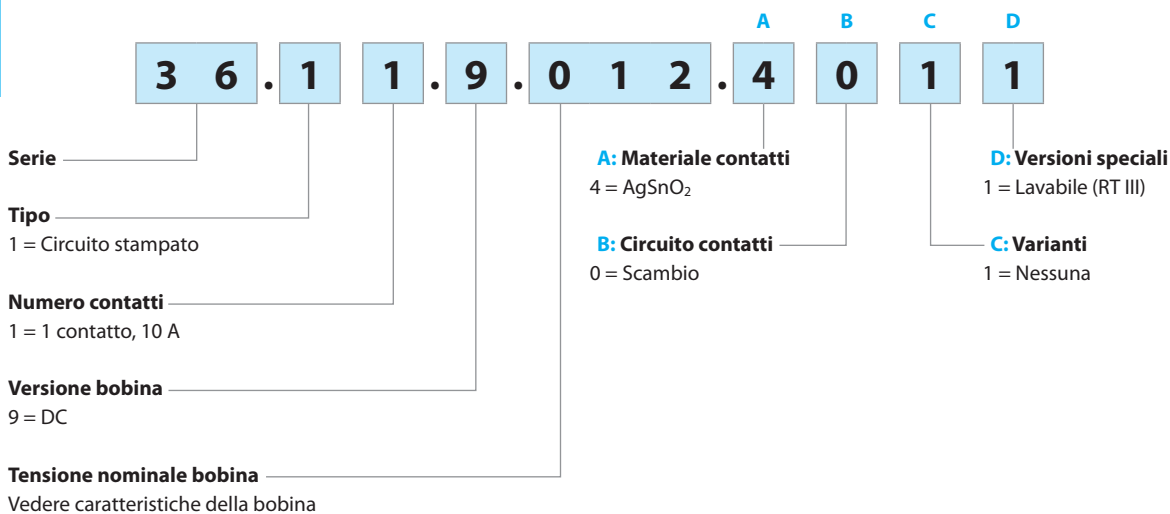 A B C D
3 6 . 1 1 . 9 . 0 1 2 . 4 0 1 1
Serie
Tipo
1 = Circuito stampato
Numero contatti
1 = 1 contatto, 10 A
Versione bobina
9 = DC
Tensione nominale bobina
Vedere caratteristiche della bobina
A: Materiale contatti
4 = AgSnO₂
B: Circuito contatti
0 = Scambio
D: Versioni speciali
1 = Lavabile (RT III)
C: Varianti
1 = Nessuna